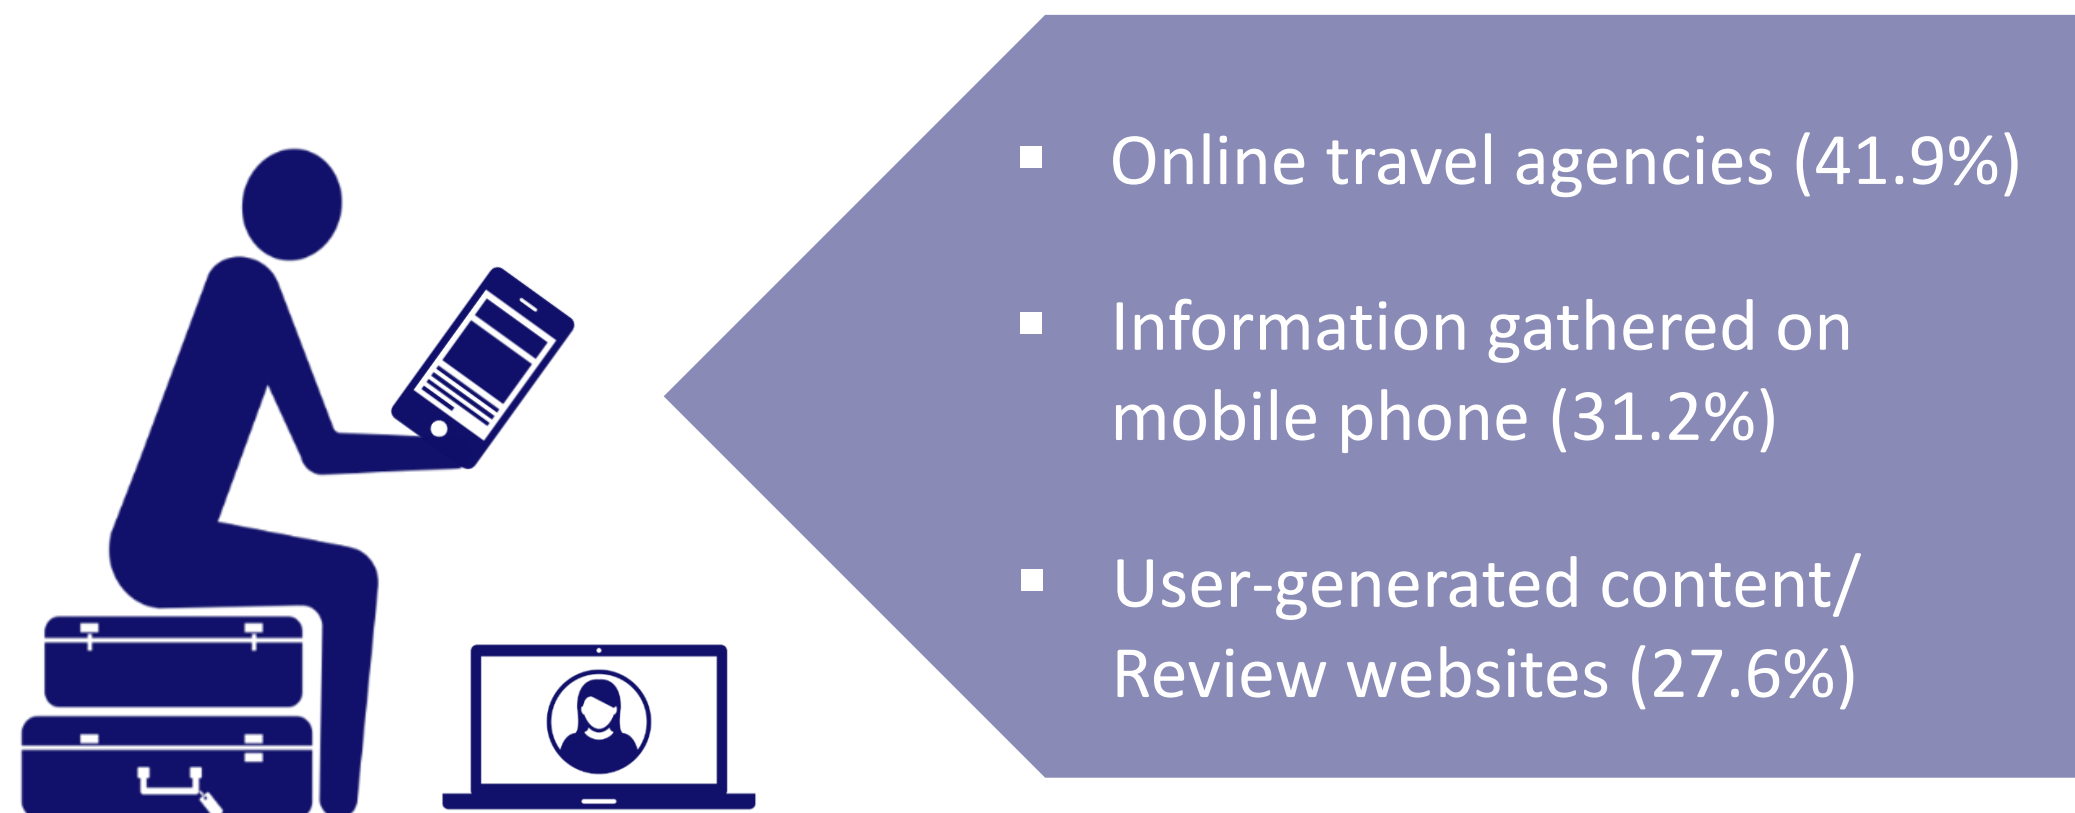 ▪ Online travel agencies (41.9%)
▪ Information gathered on
mobile phone (31.2%)
▪ User-generated content/
Review websites (27.6%)